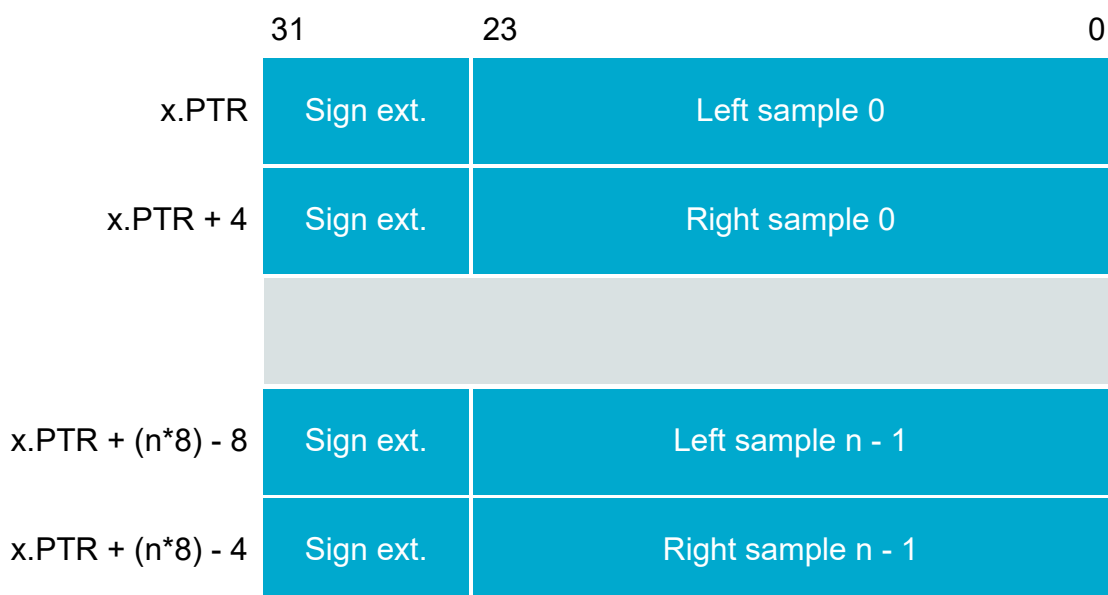 31 23 0
x.PTR Sign ext. Left sample 0
x.PTR + 4 Sign ext. Right sample 0
x.PTR + (n*8) - 8 Sign ext. Left sample n - 1
x.PTR + (n*8) - 4 Sign ext. Right sample n - 1